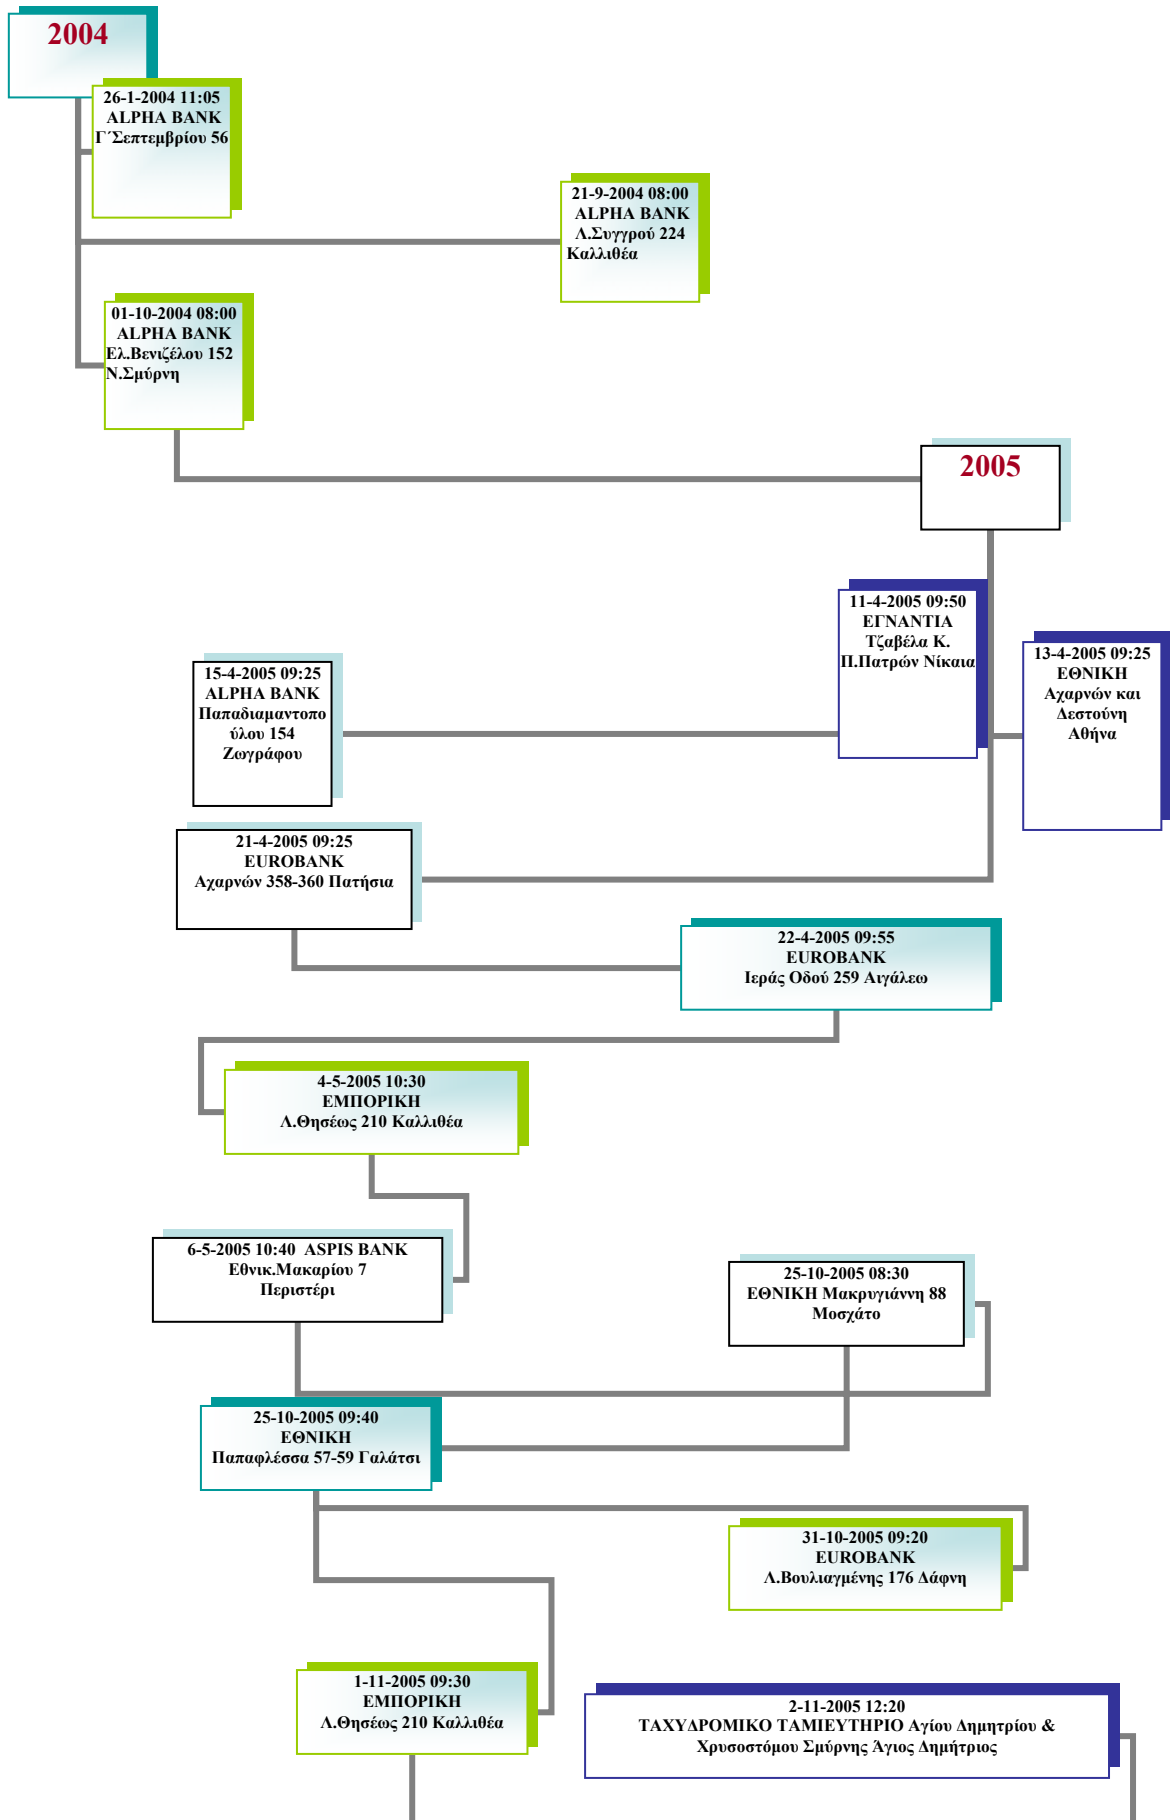 2004
26-1-2004 11:05
ALPHA BANK
Γ΄Σεπτεμβρίου 56
21-9-2004 08:00
ALPHA BANK
Λ.Συγγρού 224
Καλλιθέα
01-10-2004 08:00
ALPHA BANK
Ελ.Βενιζέλου 152
Ν.Σμύρνη
2005
11-4-2005 09:50
ΕΓΝΑΝΤΙΑ
Τζαβέλα Κ.
Π.Πατρών Νίκαια
13-4-2005 09:25
ΕΘΝΙΚΗ
Αχαρνών και
Δεστούνη
Αθήνα
15-4-2005 09:25
ALPHA BANK
Παπαδιαμαντοπο
ύλου 154
Ζωγράφου
21-4-2005 09:25
EUROBANK
Αχαρνών 358-360 Πατήσια
22-4-2005 09:55
EUROBANK
Ιεράς Οδού 259 Αιγάλεω
4-5-2005 10:30
ΕΜΠΟΡΙΚΗ
Λ.Θησέως 210 Καλλιθέα
6-5-2005 10:40 ASPIS BANK
Εθνικ.Μακαρίου 7
Περιστέρι
25-10-2005 08:30
ΕΘΝΙΚΗ Μακρυγιάννη 88
Μοσχάτο
25-10-2005 09:40
ΕΘΝΙΚΗ
Παπαφλέσσα 57-59 Γαλάτσι
31-10-2005 09:20
EUROBANK
Λ.Βουλιαγμένης 176 Δάφνη
1-11-2005 09:30
ΕΜΠΟΡΙΚΗ
Λ.Θησέως 210 Καλλιθέα
2-11-2005 12:20
ΤΑΧΥΔΡΟΜΙΚΟ ΤΑΜΙΕΥΤΗΡΙΟ Αγίου Δημητρίου &
Χρυσοστόμου Σμύρνης Άγιος Δημήτριος